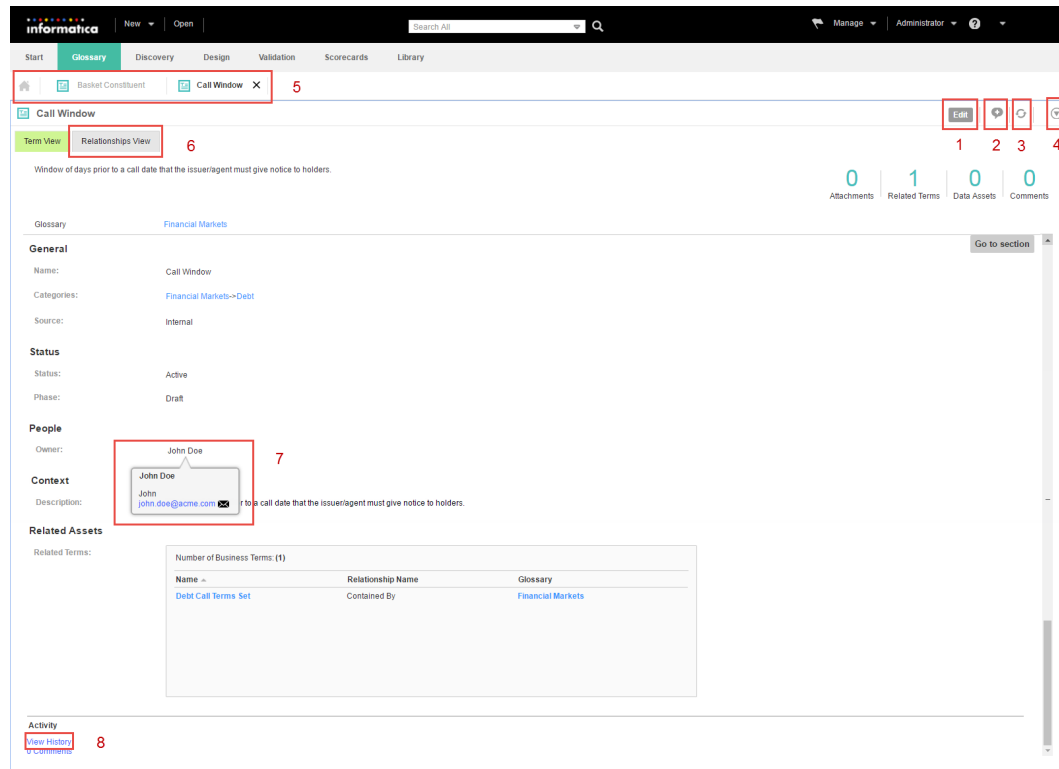 informatica New Open Search All Manage Administrator ?
Start Glossary Discovery Design Validation Scorecards Library
Basket Constituent Call Window X 5
Call Window Edit
Term View Relationships View 6 1 2 3 4
Window of days prior to a call date that the issuer/agent must give notice to holders.
0 1 0 0
Attachments Related Terms Data Assets Comments
Glossary Financial Markets
General Go to section
Name: Call Window
Categories: Financial Markets->Debt
Source: Internal
Status
Status: Active
Phase: Draft
People
Owner: John Doe 7
John Doe
Context
John
Description: john.doe@acme.com r to a call date that the issuer/agent must give notice to holders.
Related Assets
Related Terms: Number of Business Terms: (1)
Name Relationship Name Glossary
Debt Call Terms Set Contained By Financial Markets
Activity
View History 8
0 Comments